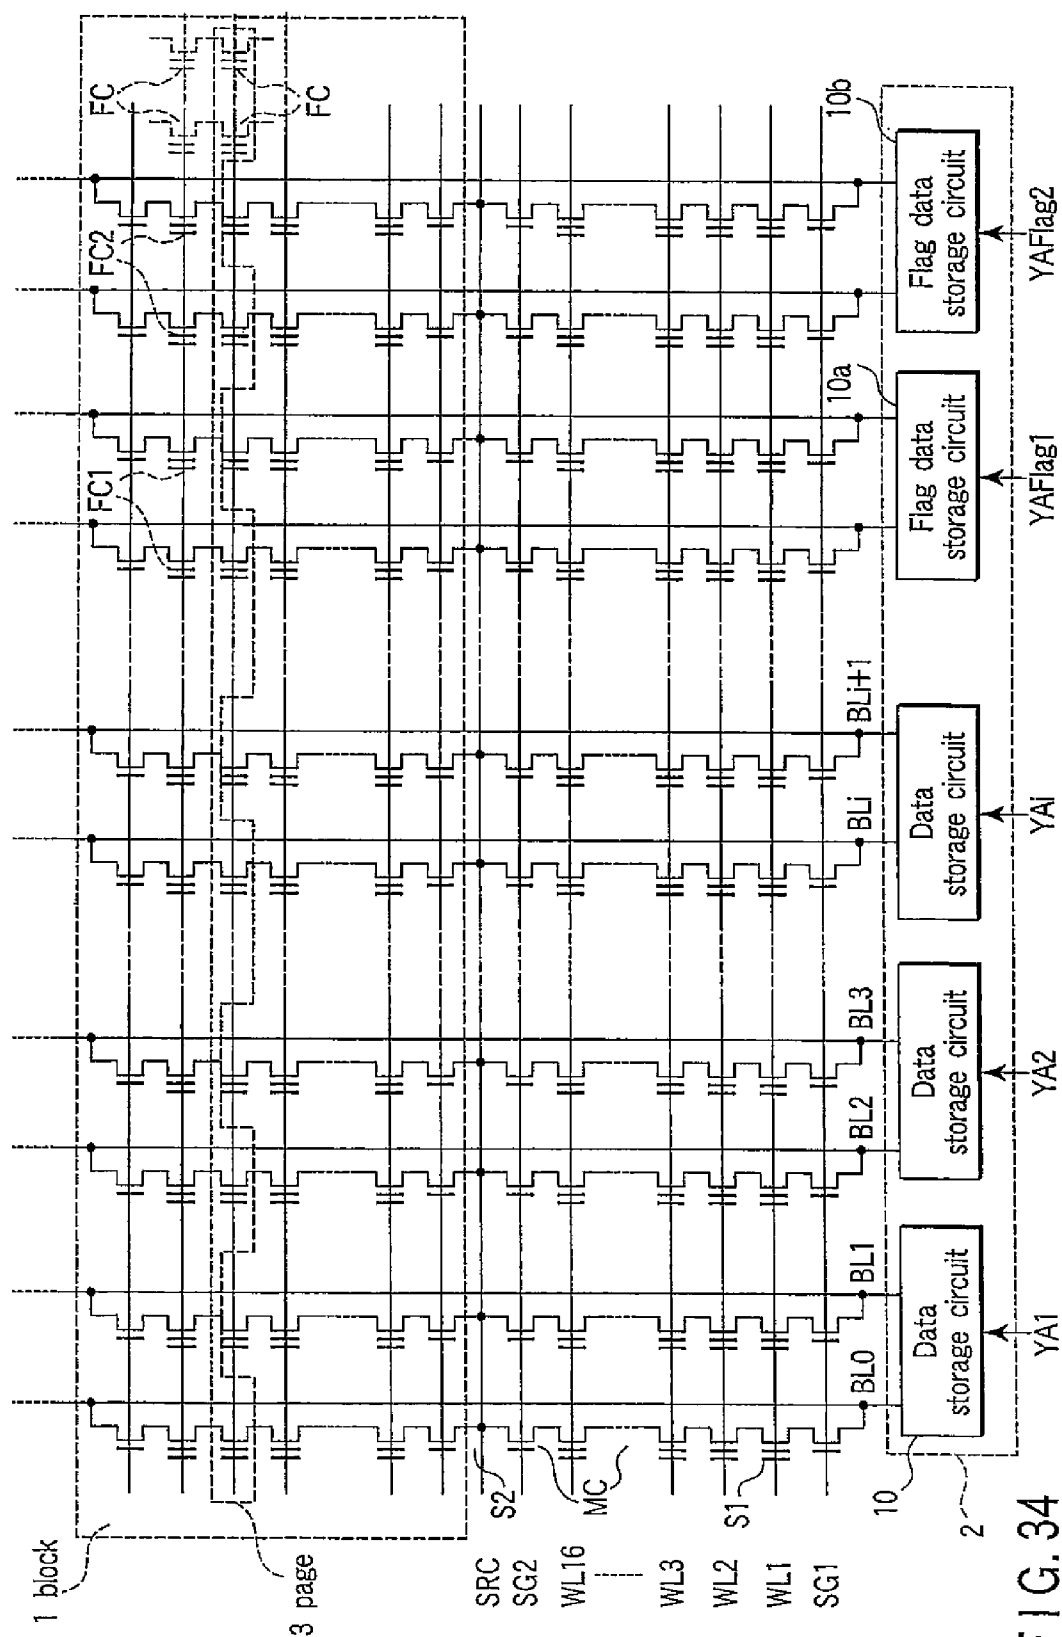 1 block
3 page
SRC
SG2
WL16
WL3
WL2
WL1
SG1
S2
MC
S1
10
2
FC
FC
FC2
FC1
BL0
BL1
BL2
BL3
BLi
BLi+1
10a
10b
Data
storage circuit
Data
storage circuit
Data
storage circuit
Flag data
storage circuit
Flag data
storage circuit
YA1
YA2
YAi
YAFlag1
YAFlag2
FIG. 34